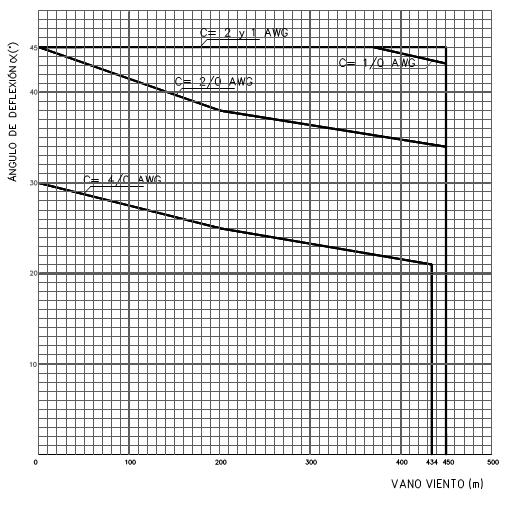 C= 2 y 1 AWG
45
C= 1/0 AWG
C= 2/0 AWG
40
ÁNGULO DE DEFLEXIÓN α(°)
C= 4/0 AWG
30
20
10
0 100 200 300 400 434 450 500
VANO VIENTO (m)